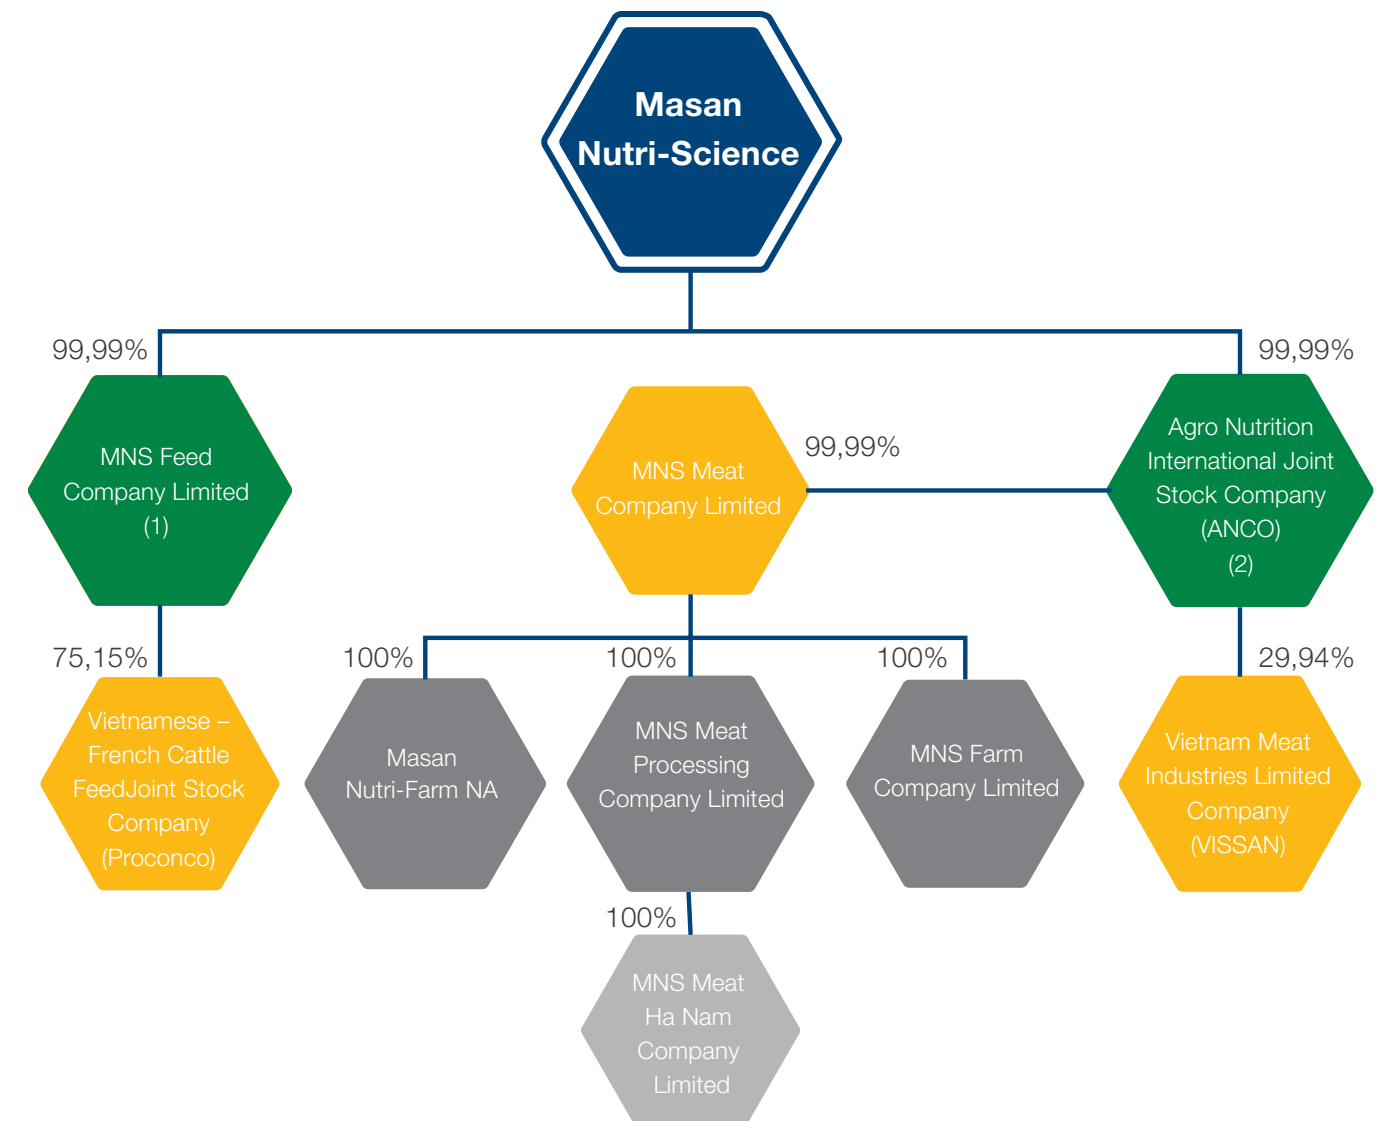 Masan
Nutri-Science
99,99%
99,99%
MNS Feed
Company Limited
(1)
MNS Meat
Company Limited
99,99%
Agro Nutrition
International Joint
Stock Company
(ANCO)
(2)
75,15%
100%
100%
100%
29,94%
Vietnamese –
French Cattle
FeedJoint Stock
Company
(Proconco)
Masan
Nutri-Farm NA
MNS Meat
Processing
Company Limited
MNS Farm
Company Limited
Vietnam Meat
Industries Limited
Company
(VISSAN)
100%
MNS Meat
Ha Nam
Company
Limited